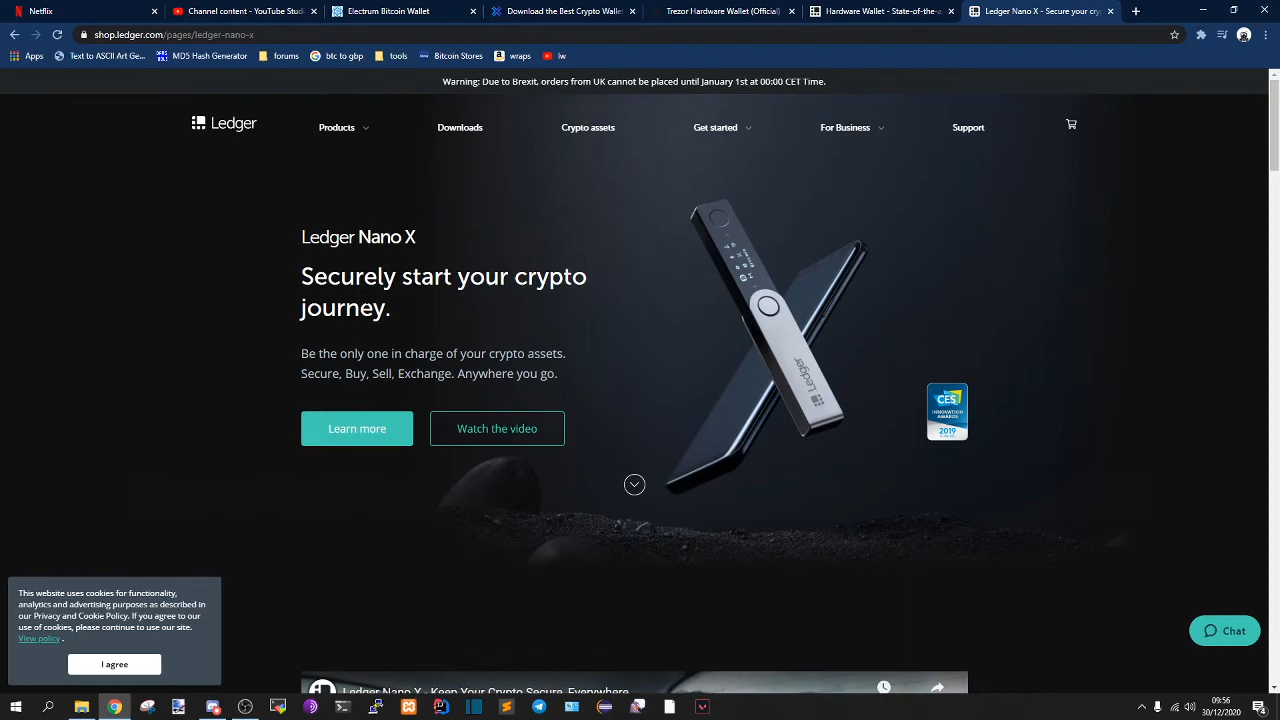 Netflix
Channel content - YouTube Studi
Electrum Bitcoin Wallet
Download the Best Crypto Wallet
Trezor Hardware Wallet (Official)
Hardware Wallet - State-of-the-a
Ledger Nano X - Secure your cry
shop.ledger.com/pages/ledger-nano-x
Apps
Text to ASCII Art Ge...
MD5 Hash Generator
forums
btc to gbp
tools
Bitcoin Stores
wraps
lw
Warning: Due to Brexit, orders from UK cannot be placed until January 1st at 00:00 CET Time.
Ledger
Products
Downloads
Crypto assets
Get started
For Business
Support
Ledger Nano X
Securely start your crypto
journey.
Be the only one in charge of your crypto assets.
Secure, Buy, Sell, Exchange. Anywhere you go.
Learn more
Watch the video
Bitcoin
Ledger
CES
INNOVATION
AWARDS
2019
This website uses cookies for functionality,
analytics and advertising purposes as described in
our Privacy and Cookie Policy. If you agree to our
use of cookies, please continue to use our site.
View policy .
I agree
Chat
Ledger Nano X - Keep Your Crypto Secure, Everywhere
09:56
30/12/2020